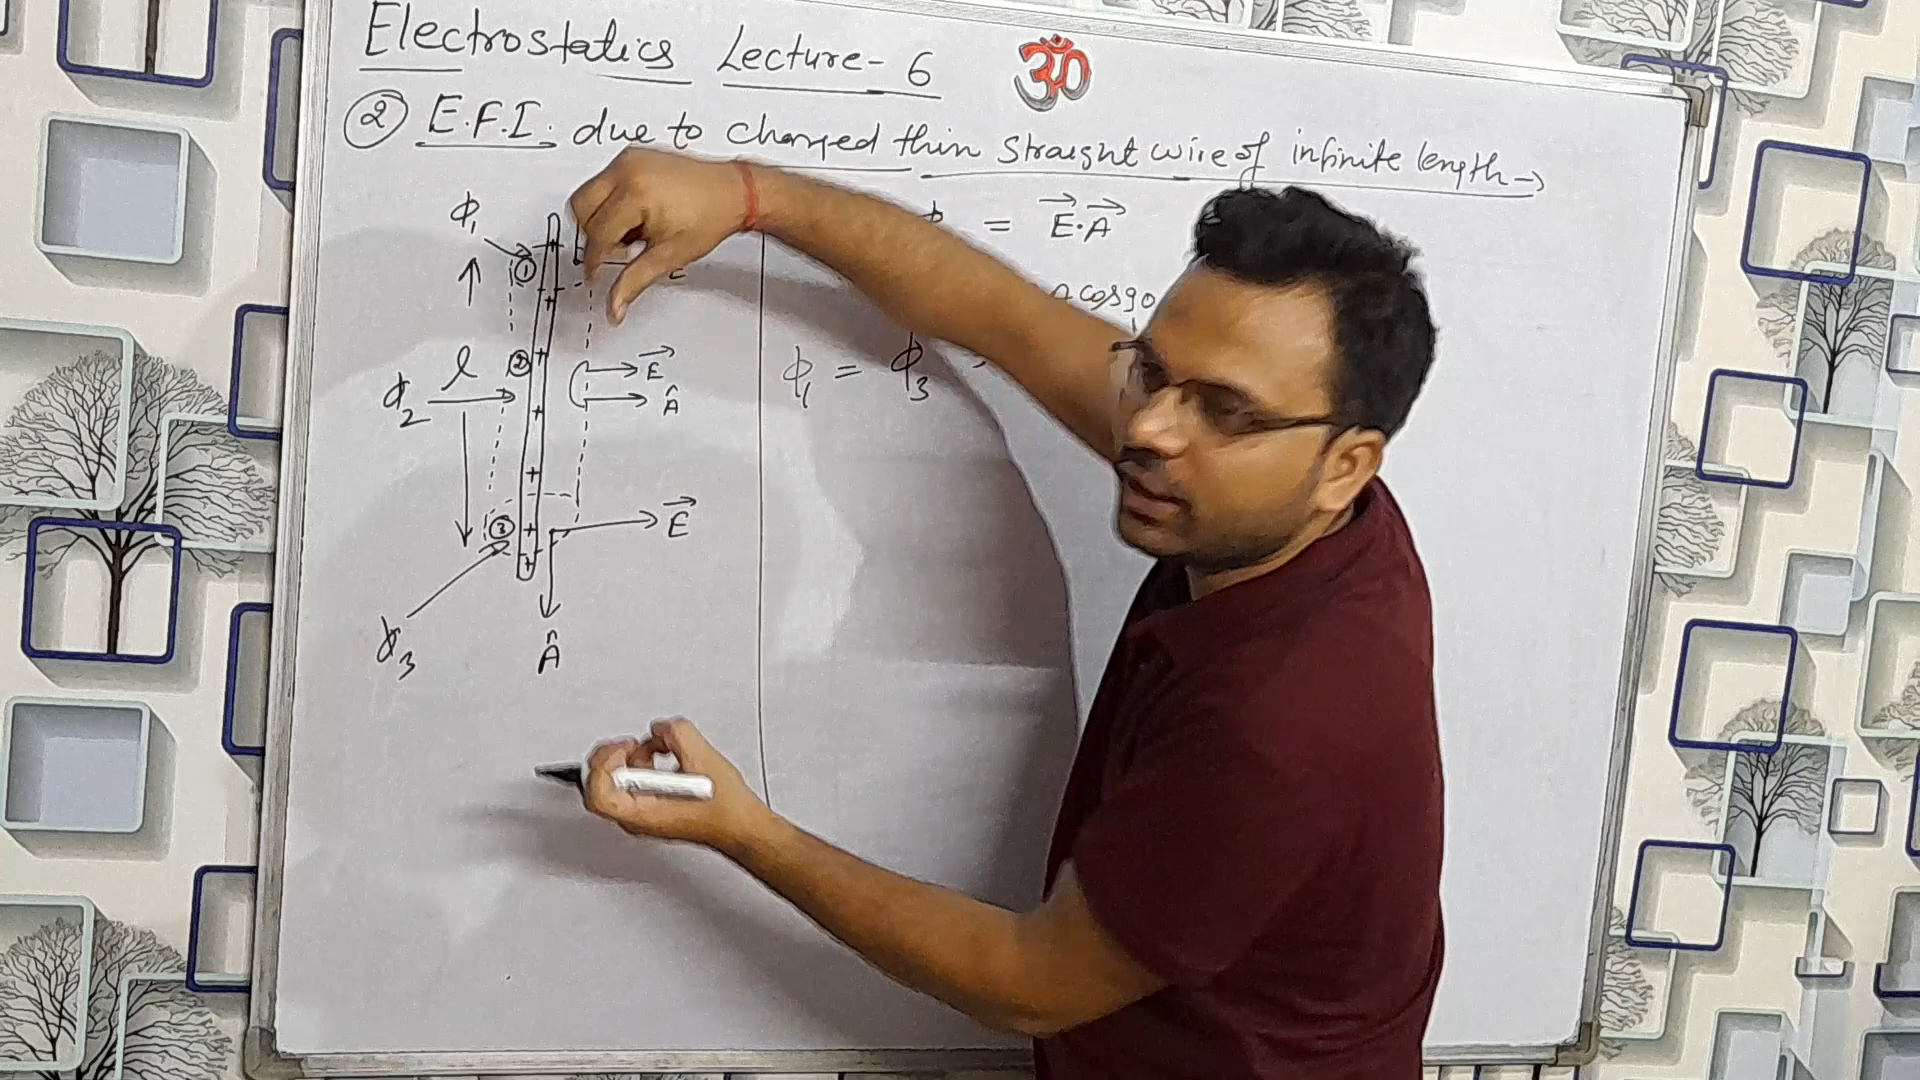 Electrostatics Lecture - 6 ॐ
② E.F.I. due to charged thin straight wire of infinite length →
ϕ₁
①
l
②
ϕ₂
③
ϕ₃
+ + + + + + +
E⃗
Â
E⃗
Â
= E⃗·A⃗
cos90
ϕ₁ = ϕ₃